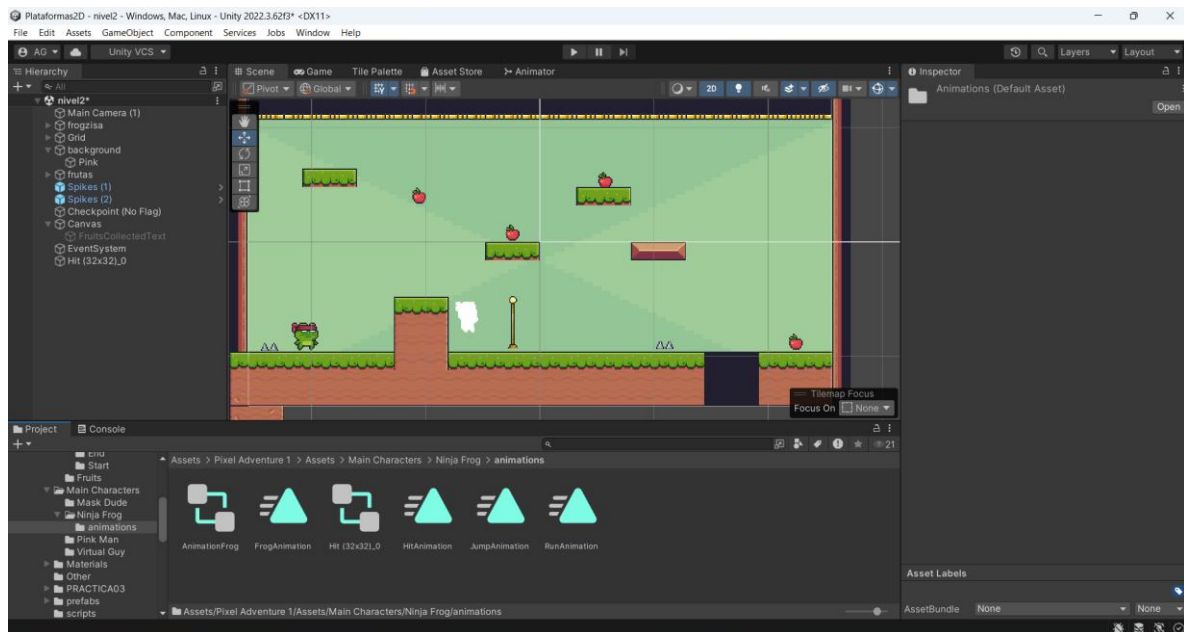 Plataformas2D - nivel2 - Windows, Mac, Linux - Unity 2022.3.62f3* <DX11>
File Edit Assets GameObject Component Services Jobs Window Help
AG Unity VCS Layers Layout
Hierarchy Scene Game Tile Palette Asset Store Animator Inspector
All Pivot Global 2D Animations (Default Asset)
Open
nivel2*
Main Camera (1)
frogzisa
Grid
background
Pink
frutas
Spikes (1)
Spikes (2)
Checkpoint (No Flag)
Canvas
FruitsCollectedText
EventSystem
Hit (32x32)_0
Tilemap Focus
Focus On None
Project Console
21
End
Start
Fruits
Main Characters
Mask Dude
Ninja Frog
animations
Pink Man
Virtual Guy
Materials
Other
PRACTICA03
prefabs
scripts
Assets > Pixel Adventure 1 > Assets > Main Characters > Ninja Frog > animations
AnimationFrog FrogAnimation Hit (32x32)_0 HitAnimation JumpAnimation RunAnimation
Assets/Pixel Adventure 1/Assets/Main Characters/Ninja Frog/animations
Asset Labels
AssetBundle None None